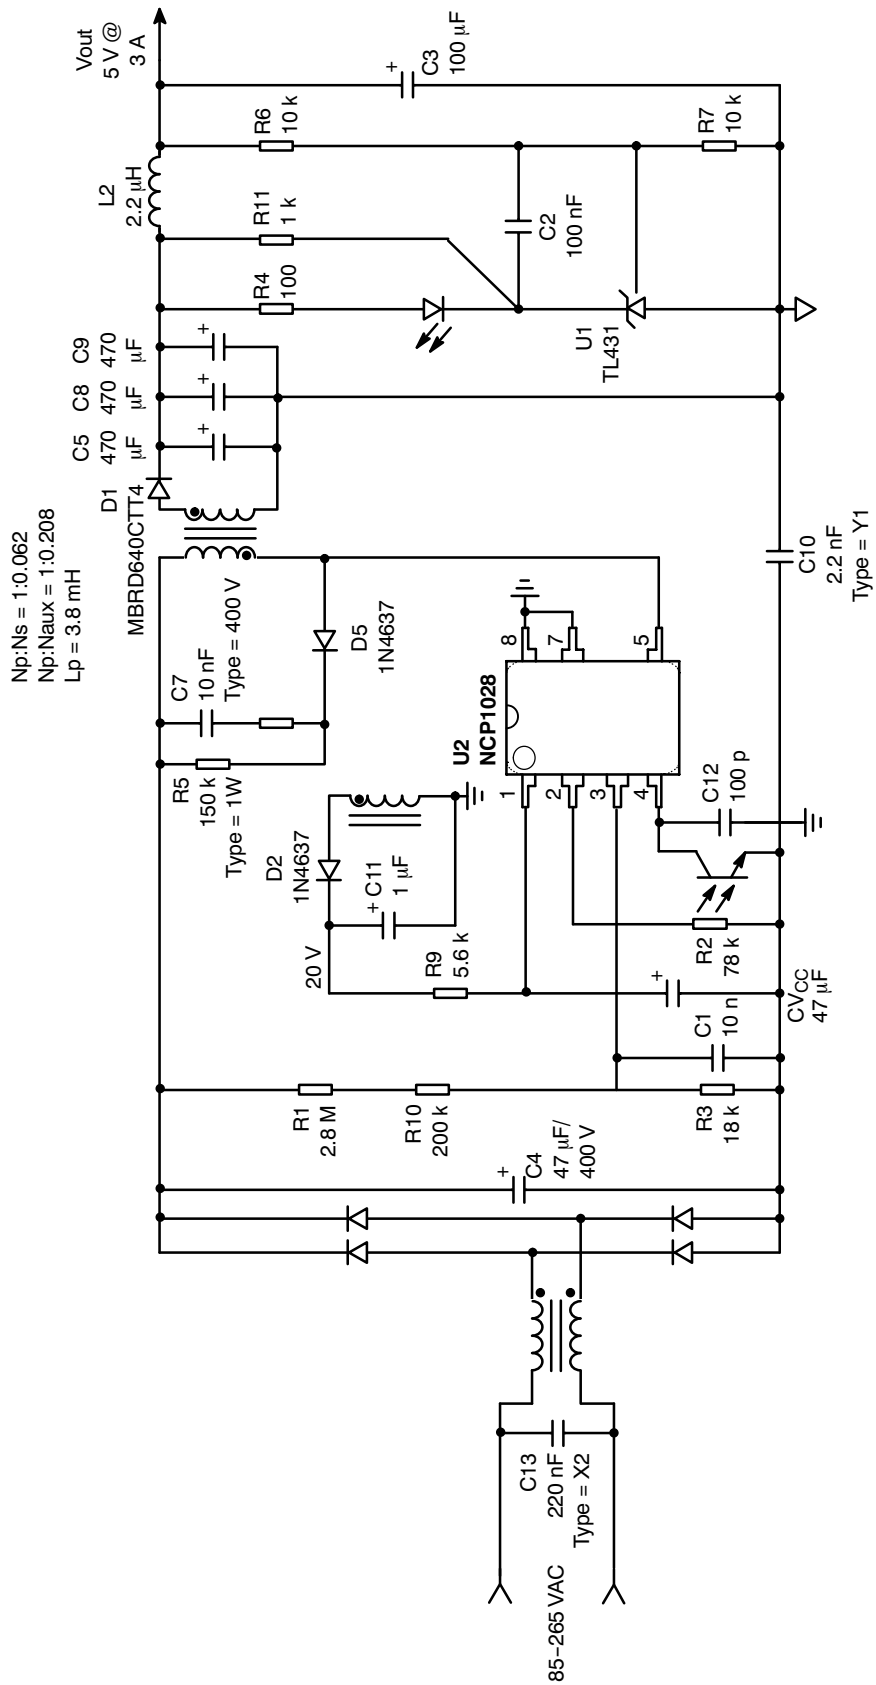 Np:Ns = 1:0.062
Np:Naux = 1:0.208
Lp = 3.8 mH
85−265 VAC
C13
220 nF
Type = X2
C4
47 µF/
400 V
+
R1
2.8 M
R10
200 k
R3
18 k
C1
10 n
CVCC
47 µF
+
20 V
R9
5.6 k
D2
1N4637
+
C11
1 µF
R5
150 k
Type = 1W
C7
10 nF
Type = 400 V
D5
1N4637
U2
NCP1028
1
2
3
4
8
7
5
R2
78 k
C12
100 p
C10
2.2 nF
Type = Y1
D1
MBRD640CTT4
C5
470
µF
+
C8
470
µF
+
C9
470
µF
+
R4
100
R11
1 k
L2
2.2 µH
R6
10 k
C2
100 nF
U1
TL431
R7
10 k
C3
100 µF
+
Vout
5 V @
3 A